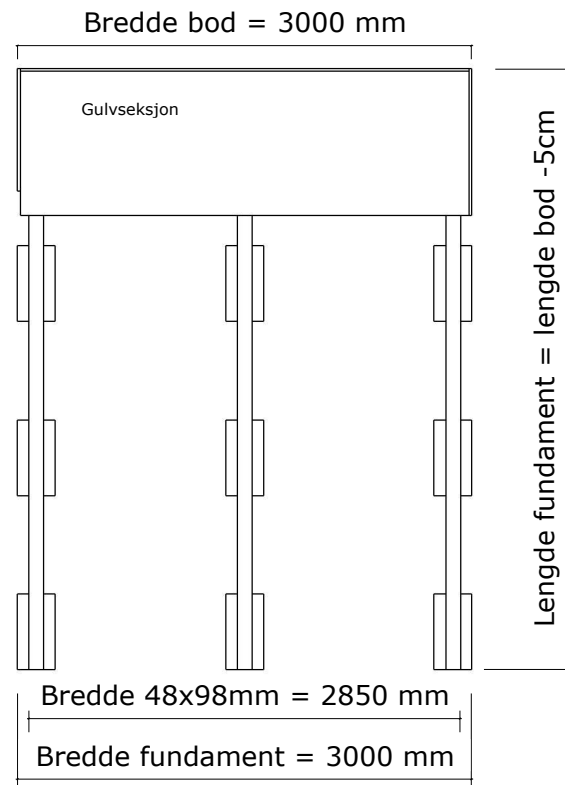 Bredde bod = 3000 mm
Gulvseksjon
Lengde fundament = lengde bod -5cm
Bredde 48x98mm = 2850 mm
Bredde fundament = 3000 mm